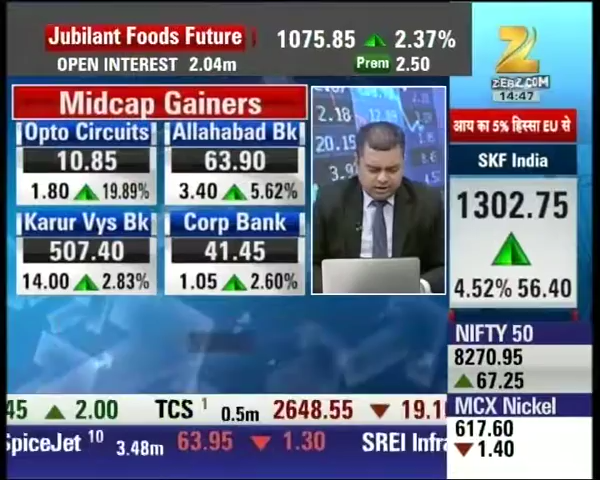 Jubilant Foods Future 1075.85 2.37%
OPEN INTEREST 2.04m Prem 2.50
ZEEBIZ.COM
14:47
Midcap Gainers
Opto Circuits Allahabad Bk
10.85 63.90
1.80 19.89% 3.40 5.62%
Karur Vys Bk Corp Bank
507.40 41.45
14.00 2.83% 1.05 2.60%
2.18
20.15
आय का 5% हिस्सा EU से
SKF India
1302.75
4.52% 56.40
NIFTY 50
8270.95
67.25
MCX Nickel
617.60
1.40
45 2.00 TCS 1 0.5m 2648.55 19.1
SpiceJet 10 3.48m 63.95 1.30 SREI Infra